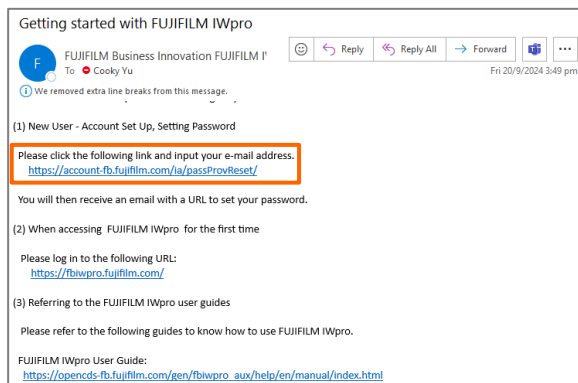 Getting started with FUJIFILM IWpro
F
FUJIFILM Business Innovation FUJIFILM I
Reply
Reply All
Forward
To Cooky Yu
Fri 20/9/2024 3:49 pm
We removed extra line breaks from this message.
(1) New User - Account Set Up, Setting Password
Please click the following link and input your e-mail address.
https://account-fb.fujifilm.com/ia/passProvReset/
You will then receive an email with a URL to set your password.
(2) When accessing FUJIFILM IWpro for the first time
Please log in to the following URL:
https://fbiwpro.fujifilm.com/
(3) Referring to the FUJIFILM IWpro user guides
Please refer to the following guides to know how to use FUJIFILM IWpro.
FUJIFILM IWpro User Guide:
https://opencds-fb.fujifilm.com/gen/fbiwpro_aux/help/en/manual/index.html